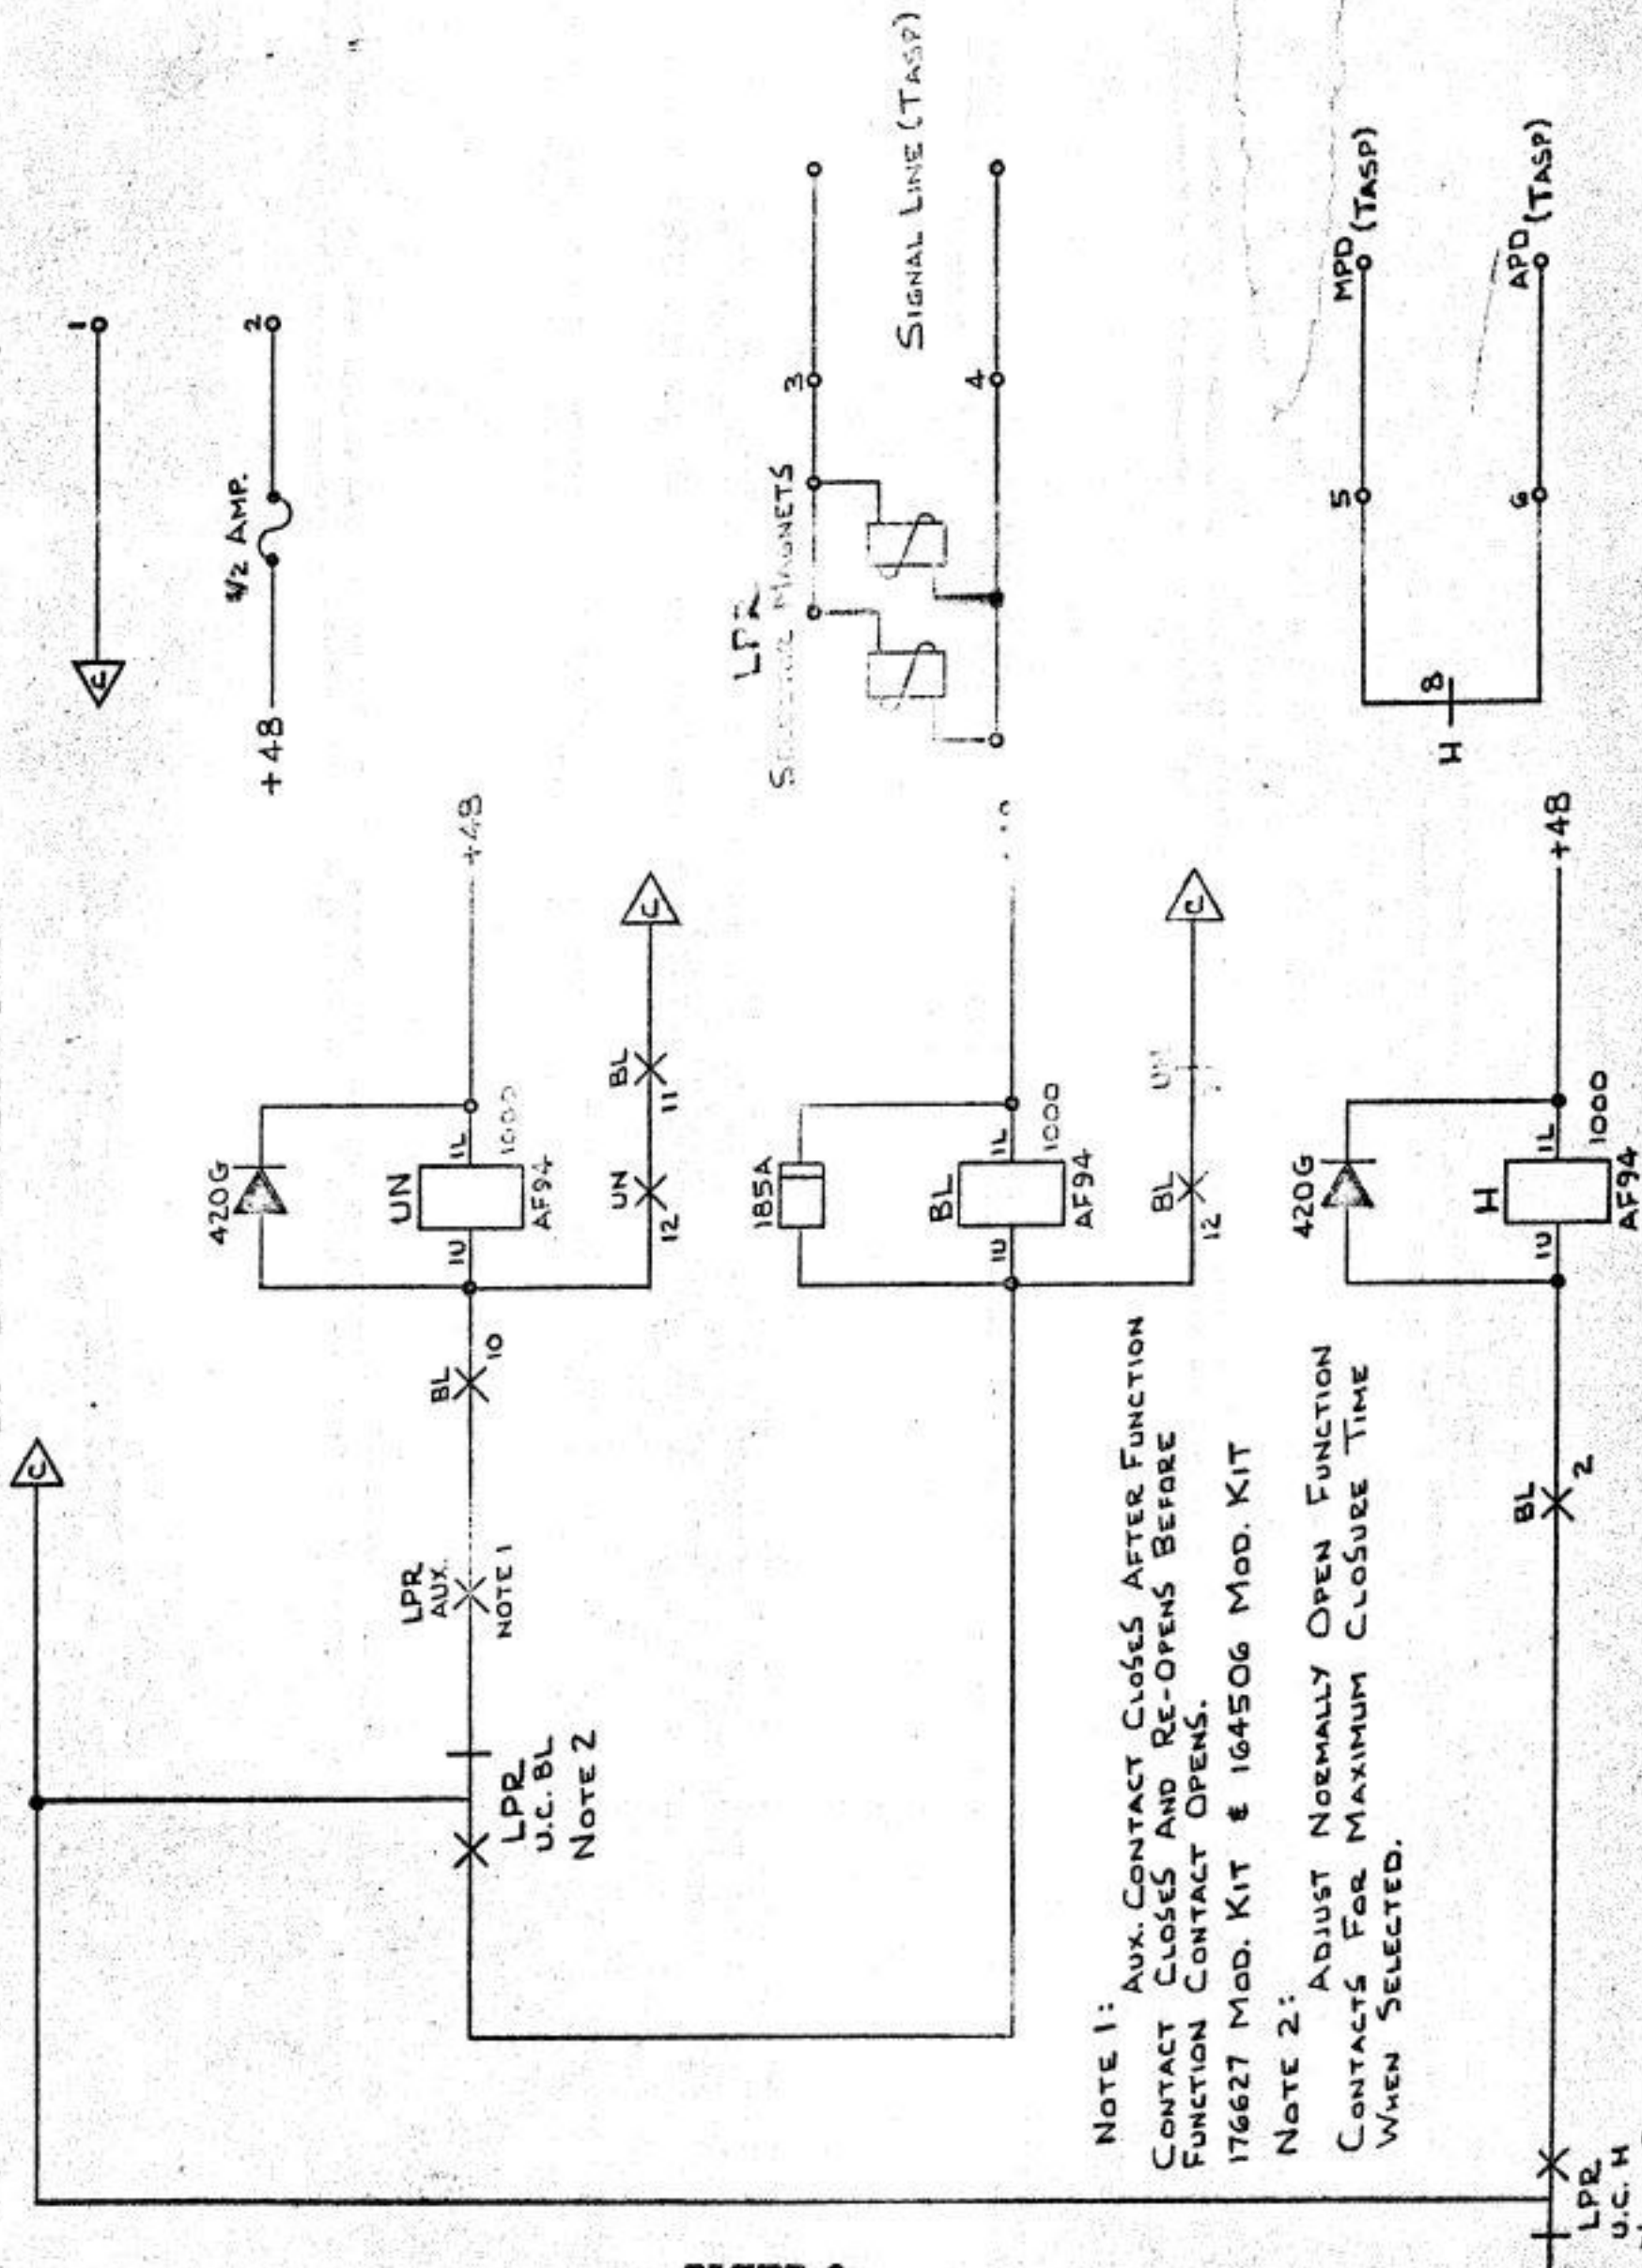 C
1
½ AMP.
+48
2
420G
UN
1U
1L
1000
AF94
+48
BL
10
LPR
AUX.
NOTE 1
LPR
U.C. BL
NOTE 2
UN
12
BL
11
C
C
LPR
MAGNETS
3
SIGNAL LINE (TASP)
4
185A
BL
1U
1L
1000
AF94
BL
12
C
NOTE 1:
AUX. CONTACT CLOSES AFTER FUNCTION
CONTACT CLOSES AND RE-OPENS BEFORE
FUNCTION CONTACT OPENS.
176627 MOD. KIT & 164506 MOD. KIT
NOTE 2:
ADJUST NORMALLY OPEN FUNCTION
CONTACTS FOR MAXIMUM CLOSURE TIME
WHEN SELECTED.
420G
H
1U
1L
1000
AF94
+48
BL
2
LPR
U.C. H
H
8
5
MPD (TASP)
6
APD (TASP)